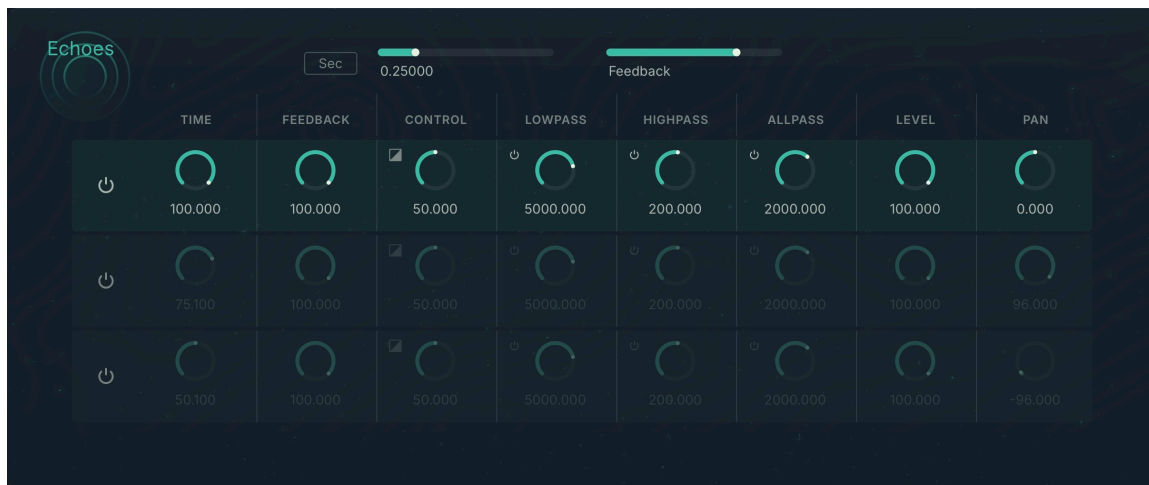 Echoes
Sec
0.25000
Feedback
TIME FEEDBACK CONTROL LOWPASS HIGHPASS ALLPASS LEVEL PAN
100.000 100.000 50.000 5000.000 200.000 2000.000 100.000 0.000
75.100 100.000 50.000 5000.000 200.000 2000.000 100.000 96.000
50.100 100.000 50.000 5000.000 200.000 2000.000 100.000 -96.000